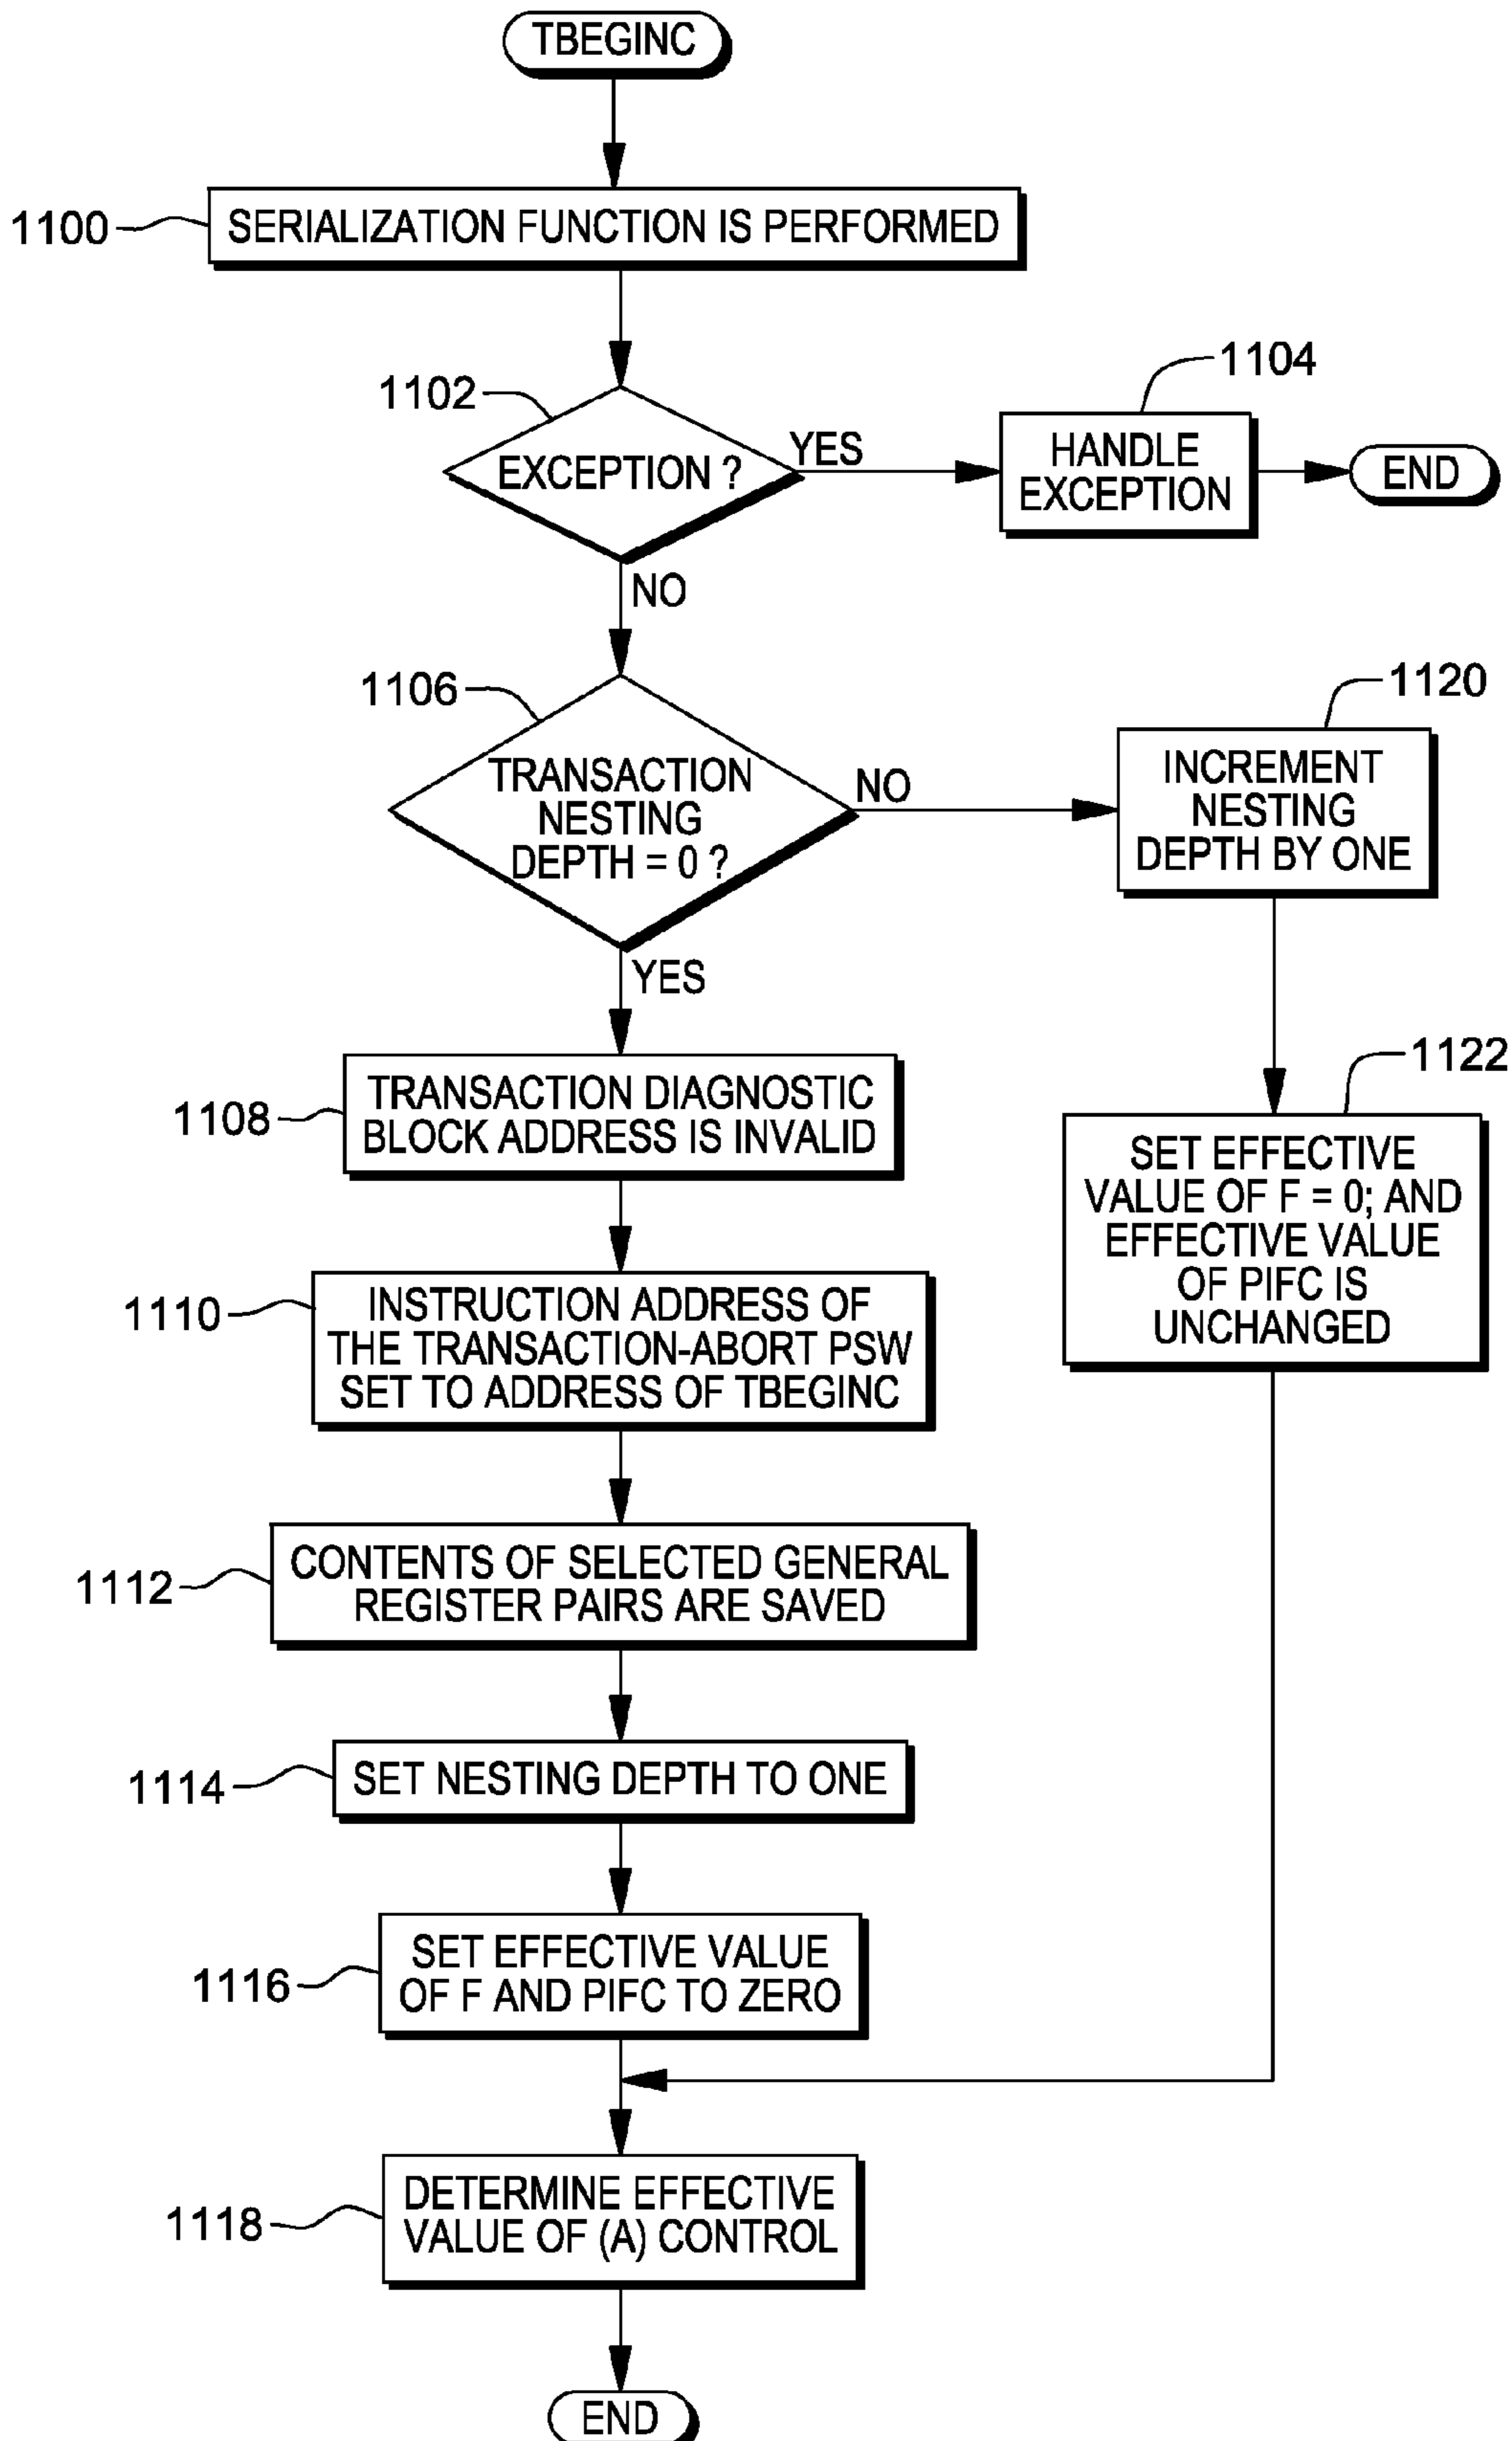 TBEGINC
1100
SERIALIZATION FUNCTION IS PERFORMED
1102
EXCEPTION ?
YES
1104
HANDLE
EXCEPTION
END
NO
1106
TRANSACTION
NESTING
DEPTH = 0 ?
NO
1120
INCREMENT
NESTING
DEPTH BY ONE
YES
1108
TRANSACTION DIAGNOSTIC
BLOCK ADDRESS IS INVALID
1122
SET EFFECTIVE
VALUE OF F = 0; AND
EFFECTIVE VALUE
OF PIFC IS
UNCHANGED
1110
INSTRUCTION ADDRESS OF
THE TRANSACTION-ABORT PSW
SET TO ADDRESS OF TBEGINC
1112
CONTENTS OF SELECTED GENERAL
REGISTER PAIRS ARE SAVED
1114
SET NESTING DEPTH TO ONE
1116
SET EFFECTIVE VALUE
OF F AND PIFC TO ZERO
1118
DETERMINE EFFECTIVE
VALUE OF (A) CONTROL
END